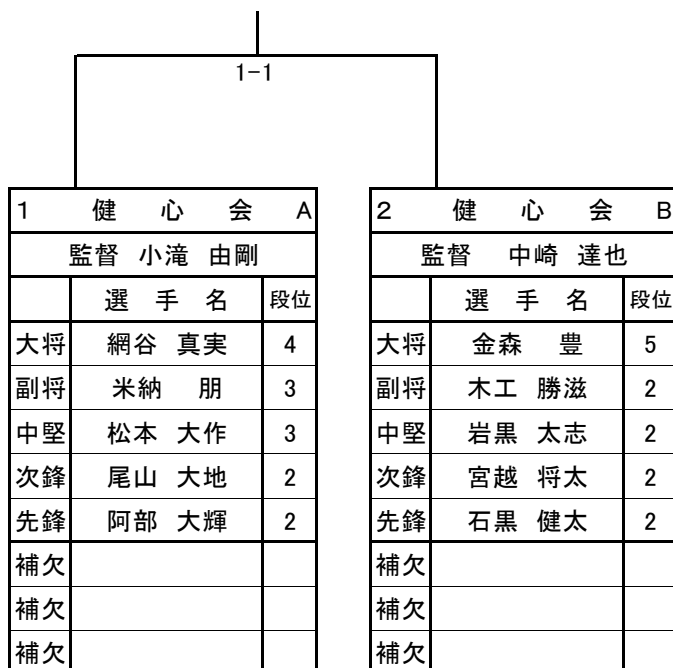 1-1
1 健 心 会 A
監督 小滝 由剛
選 手 名 段位
大将 網谷 真実 4
副将 米納 朋 3
中堅 松本 大作 3
次鋒 尾山 大地 2
先鋒 阿部 大輝 2
補欠
補欠
補欠
2 健 心 会 B
監督 中崎 達也
選 手 名 段位
大将 金森 豊 5
副将 木工 勝滋 2
中堅 岩黒 太志 2
次鋒 宮越 将太 2
先鋒 石黒 健太 2
補欠
補欠
補欠